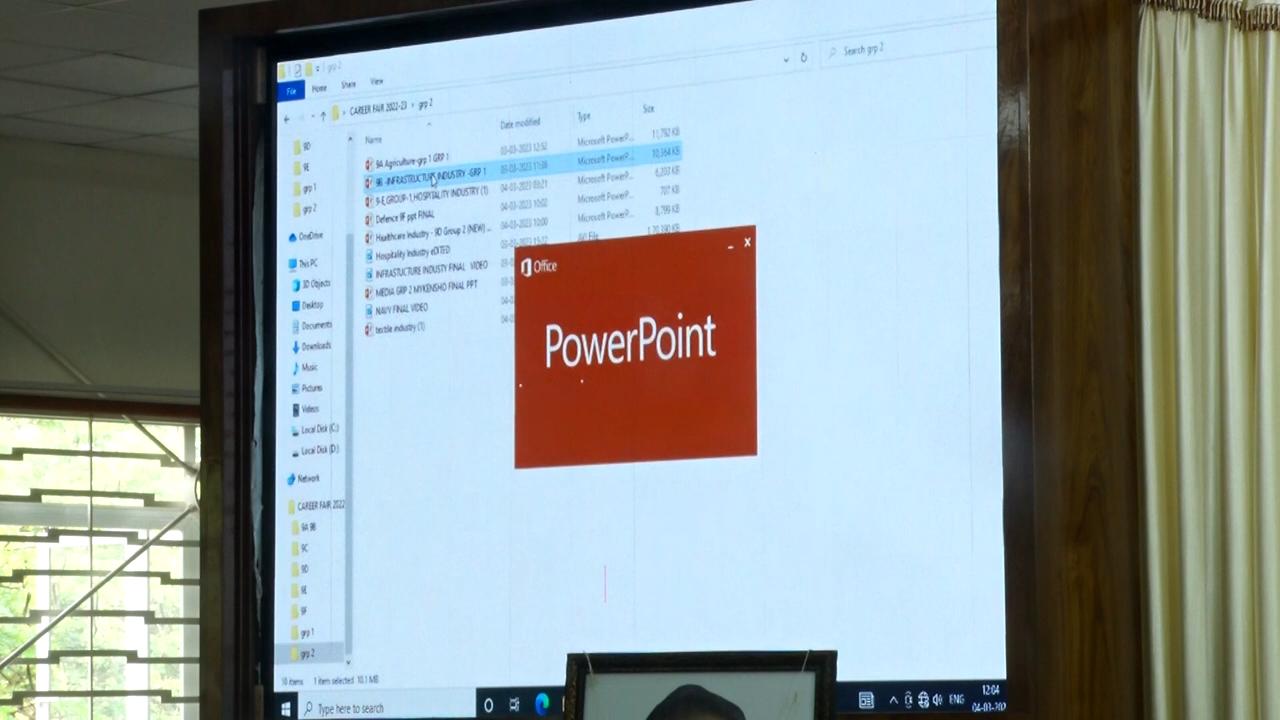 grp 2
File Home Share View
CAREER FAIR 2022-23 › grp 2
Search grp 2
Name Date modified Type Size
9A Agriculture-grp 1 GRP 1 03-03-2023 12:52 Microsoft PowerP... 11,792 KB
9B -INFRASTRUCTURE INDUSTRY -GRP 1 03-03-2023 11:38 Microsoft PowerP... 10,364 KB
9-E, GROUP-1, HOSPITALITY INDUSTRY (1) 04-03-2023 03:21 Microsoft PowerP... 6,203 KB
Defence 9F ppt FINAL 04-03-2023 10:02 Microsoft PowerP... 707 KB
Healthcare Industry - 9D Group 2 (NEW) ... 04-03-2023 10:00 Microsoft PowerP... 8,799 KB
Hospitality Industry eDITED File
INFRASTUCTURE INDUSTY FINAL VIDEO
MEDIA GRP 2 MYKENSHO FINAL PPT
NAVY FINAL VIDEO
textile industry (1)
9D
9E
grp 1
grp 2
OneDrive
This PC
3D Objects
Desktop
Documents
Downloads
Music
Pictures
Videos
Local Disk (C:)
Local Disk (D:)
Network
CAREER FAIR 2022
9A 9B
9C
9D
9E
9F
grp 1
grp 2
Office
PowerPoint
10 items 1 item selected 10.1 MB
Type here to search
ENG
12:04
04-03-202